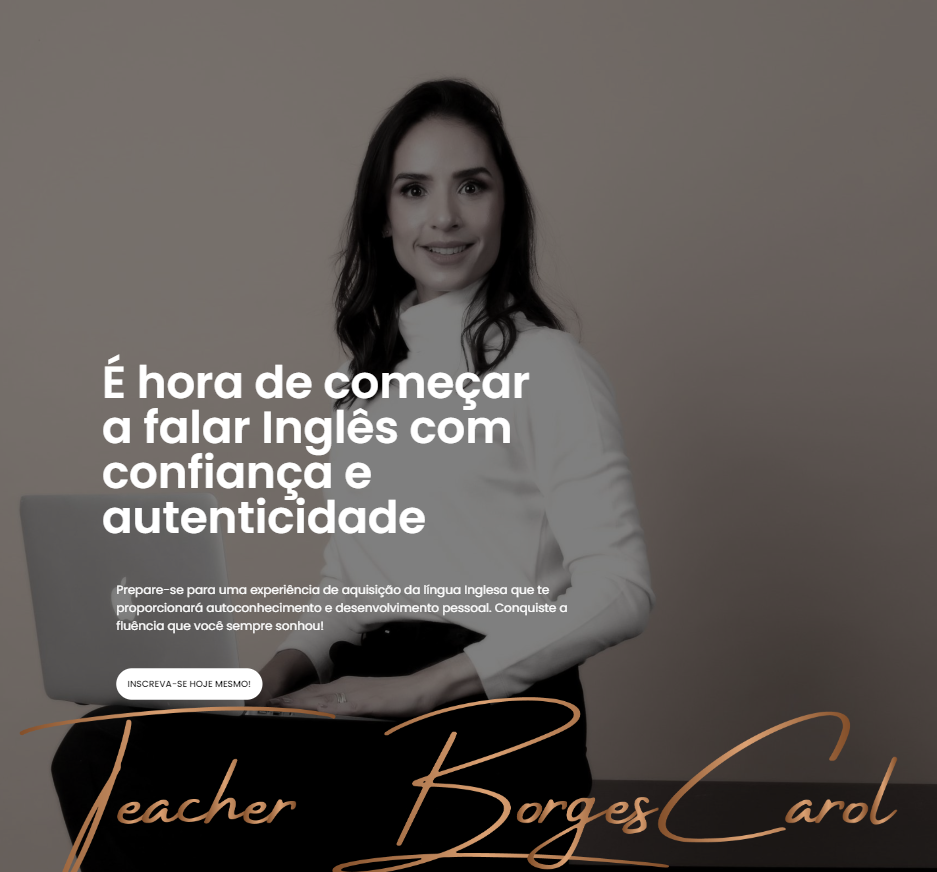 É hora de começar
a falar Inglês com
confiança e
autenticidade
Prepare-se para uma experiência de aquisição da língua Inglesa que te
proporcionará autoconhecimento e desenvolvimento pessoal. Conquiste a
fluência que você sempre sonhou!
INSCREVA-SE HOJE MESMO!
Teacher Borges Carol